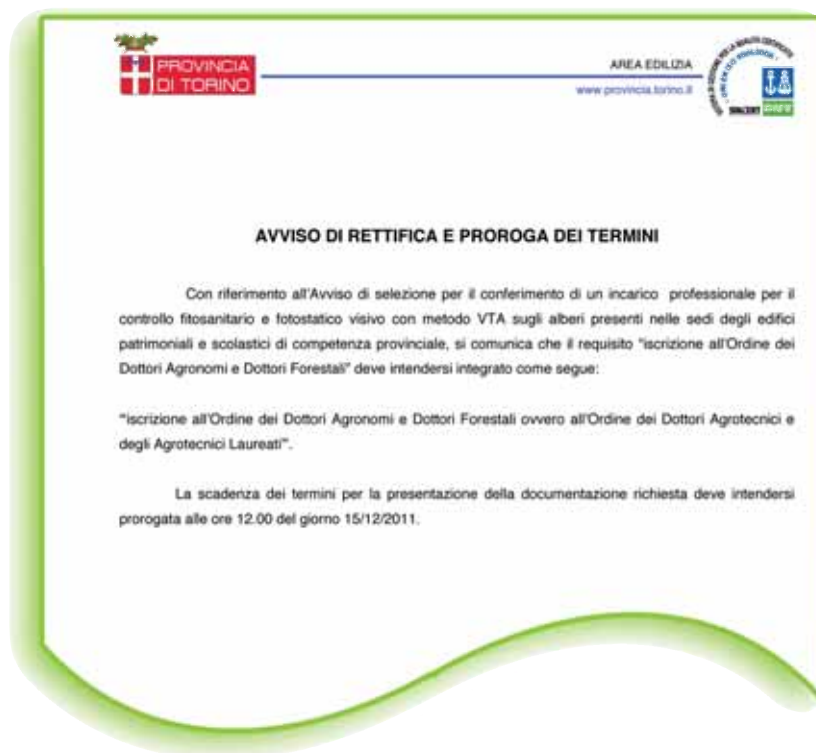 PROVINCIA
DI TORINO
AREA EDILIZIA
www.provincia.torino.it
AVVISO DI RETTIFICA E PROROGA DEI TERMINI
Con riferimento all'Avviso di selezione per il conferimento di un incarico professionale per il
controllo fitosanitario e fotostatico visivo con metodo VTA sugli alberi presenti nelle sedi degli edifici
patrimoniali e scolastici di competenza provinciale, si comunica che il requisito "iscrizione all'Ordine dei
Dottori Agronomi e Dottori Forestali" deve intendersi integrato come segue:
"iscrizione all'Ordine dei Dottori Agronomi e Dottori Forestali ovvero all'Ordine dei Dottori Agrotecnici e
degli Agrotecnici Laureati".
La scadenza dei termini per la presentazione della documentazione richiesta deve intendersi
prorogata alle ore 12.00 del giorno 15/12/2011.